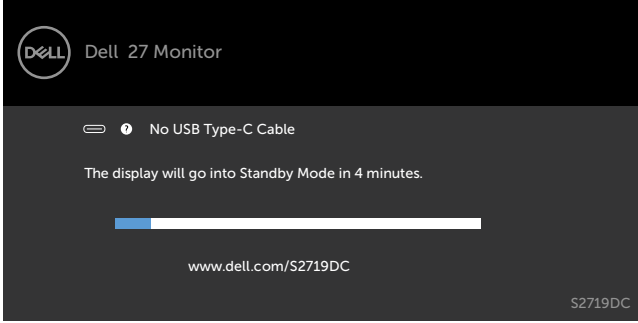 DELL
Dell 27 Monitor
? No USB Type-C Cable
The display will go into Standby Mode in 4 minutes.
www.dell.com/S2719DC
S2719DC